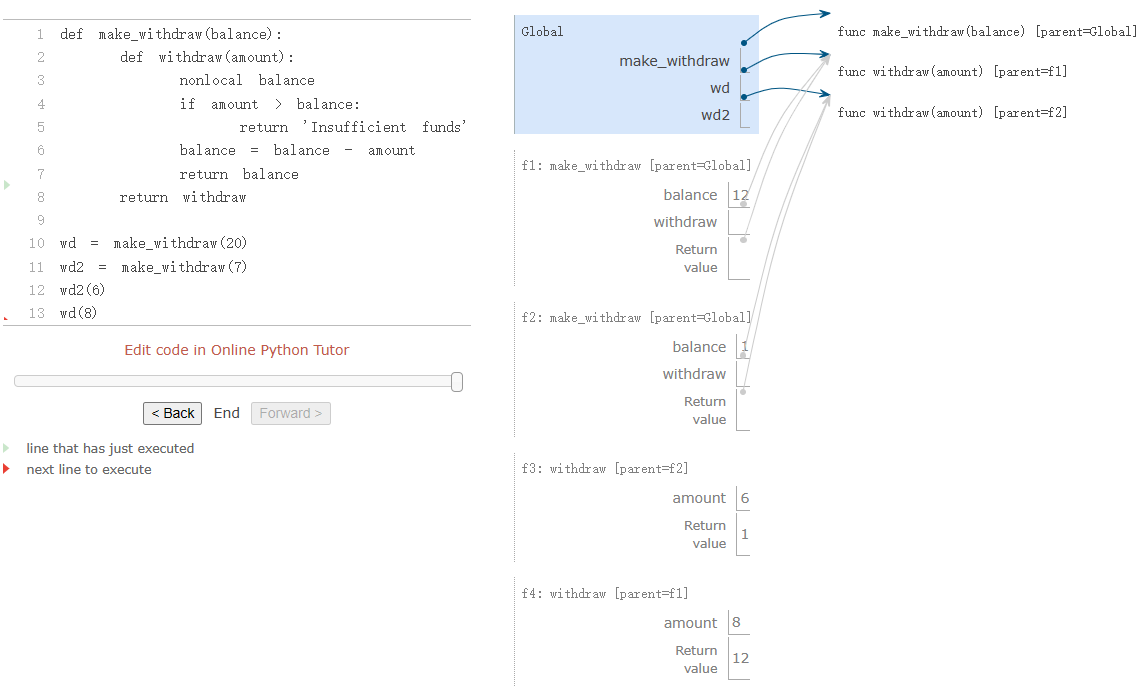 1 def make_withdraw(balance):
2 def withdraw(amount):
3 nonlocal balance
4 if amount > balance:
5 return 'Insufficient funds'
6 balance = balance - amount
7 return balance
8 return withdraw
9
10 wd = make_withdraw(20)
11 wd2 = make_withdraw(7)
12 wd2(6)
13 wd(8)
Edit code in Online Python Tutor
< Back End Forward >
line that has just executed
next line to execute
Global
make_withdraw
wd
wd2
func make_withdraw(balance) [parent=Global]
func withdraw(amount) [parent=f1]
func withdraw(amount) [parent=f2]
f1: make_withdraw [parent=Global]
balance 12
withdraw
Return
value
f2: make_withdraw [parent=Global]
balance 1
withdraw
Return
value
f3: withdraw [parent=f2]
amount 6
Return
value 1
f4: withdraw [parent=f1]
amount 8
Return
value 12